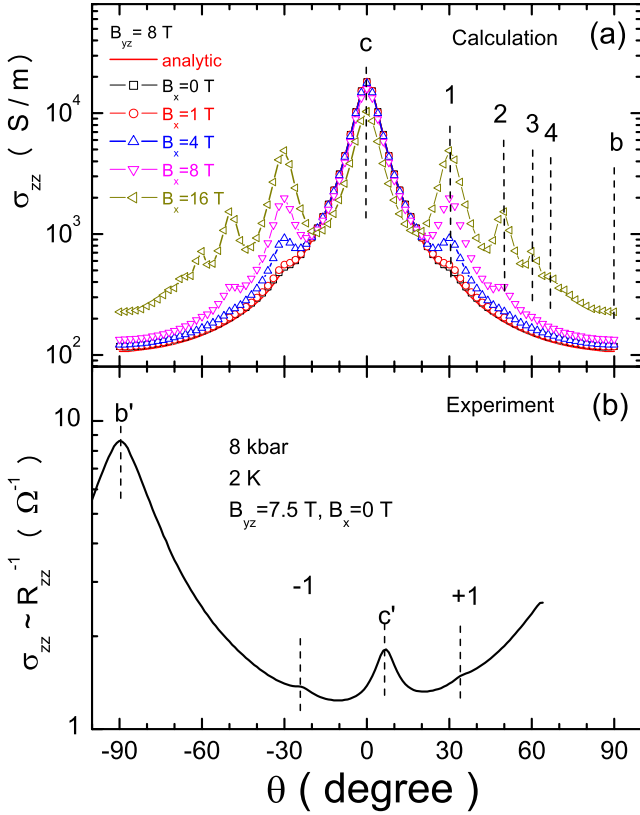 B_yz = 8 T
analytic
B_x=0 T
B_x=1 T
B_x=4 T
B_x=8 T
B_x=16 T
Calculation
(a)
c
1
2
3
4
b
σ_zz ( S / m )
10^4
10^3
10^2
Experiment
(b)
b'
8 kbar
2 K
B_yz=7.5 T, B_x=0 T
-1
c'
+1
σ_zz ~ R_zz^-1 ( Ω^-1 )
10
1
-90
-60
-30
0
30
60
90
θ ( degree )